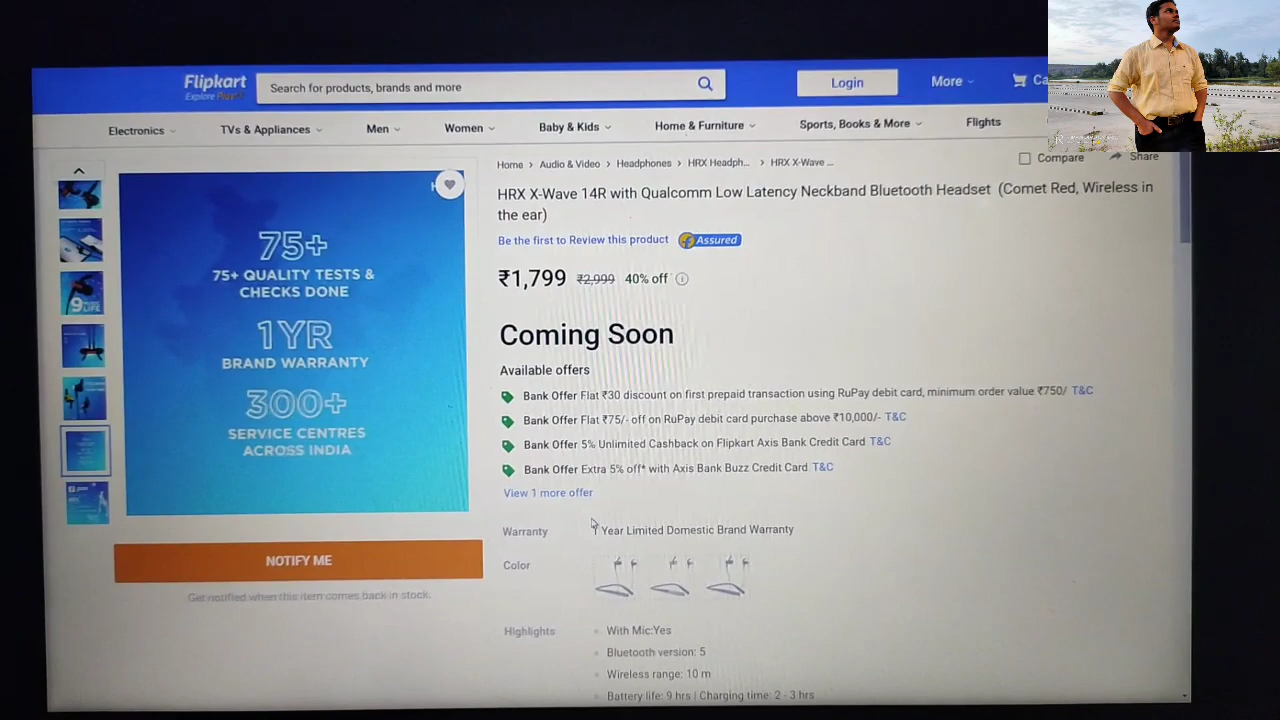 Flipkart
Explore Plus
Search for products, brands and more
Login
More
Electronics
TVs & Appliances
Men
Women
Baby & Kids
Home & Furniture
Sports, Books & More
Flights
Home > Audio & Video > Headphones > HRX Headph... > HRX X-Wave ...
Compare
Share
HRX X-Wave 14R with Qualcomm Low Latency Neckband Bluetooth Headset (Comet Red, Wireless in
the ear)
Be the first to Review this product
Assured
₹1,799 ₹2,999 40% off
Coming Soon
Available offers
Bank Offer Flat ₹30 discount on first prepaid transaction using RuPay debit card, minimum order value ₹750/ T&C
Bank Offer Flat ₹75/- off on RuPay debit card purchase above ₹10,000/- T&C
Bank Offer 5% Unlimited Cashback on Flipkart Axis Bank Credit Card T&C
Bank Offer Extra 5% off* with Axis Bank Buzz Credit Card T&C
View 1 more offer
75+
75+ QUALITY TESTS &
CHECKS DONE
1YR
BRAND WARRANTY
300+
SERVICE CENTRES
ACROSS INDIA
NOTIFY ME
Get notified when this item comes back in stock.
Warranty
1 Year Limited Domestic Brand Warranty
Color
Highlights
With Mic:Yes
Bluetooth version: 5
Wireless range: 10 m
Battery life: 9 hrs | Charging time: 2 - 3 hrs